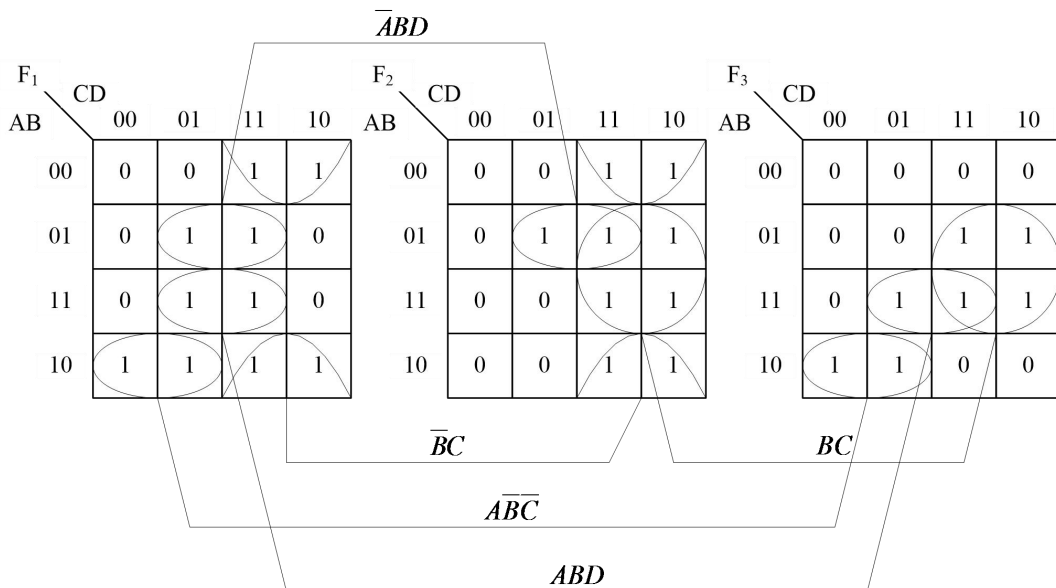 A̅BD
F₁ F₂ F₃
CD CD CD
AB 00 01 11 10 AB 00 01 11 10 AB 00 01 11 10
00 0 0 1 1 00 0 0 1 1 00 0 0 0 0
01 0 1 1 0 01 0 1 1 1 01 0 0 1 1
11 0 1 1 0 11 0 0 1 1 11 0 1 1 1
10 1 1 1 1 10 0 0 1 1 10 1 1 0 0
B̅C BC
AB̅C̅
ABD